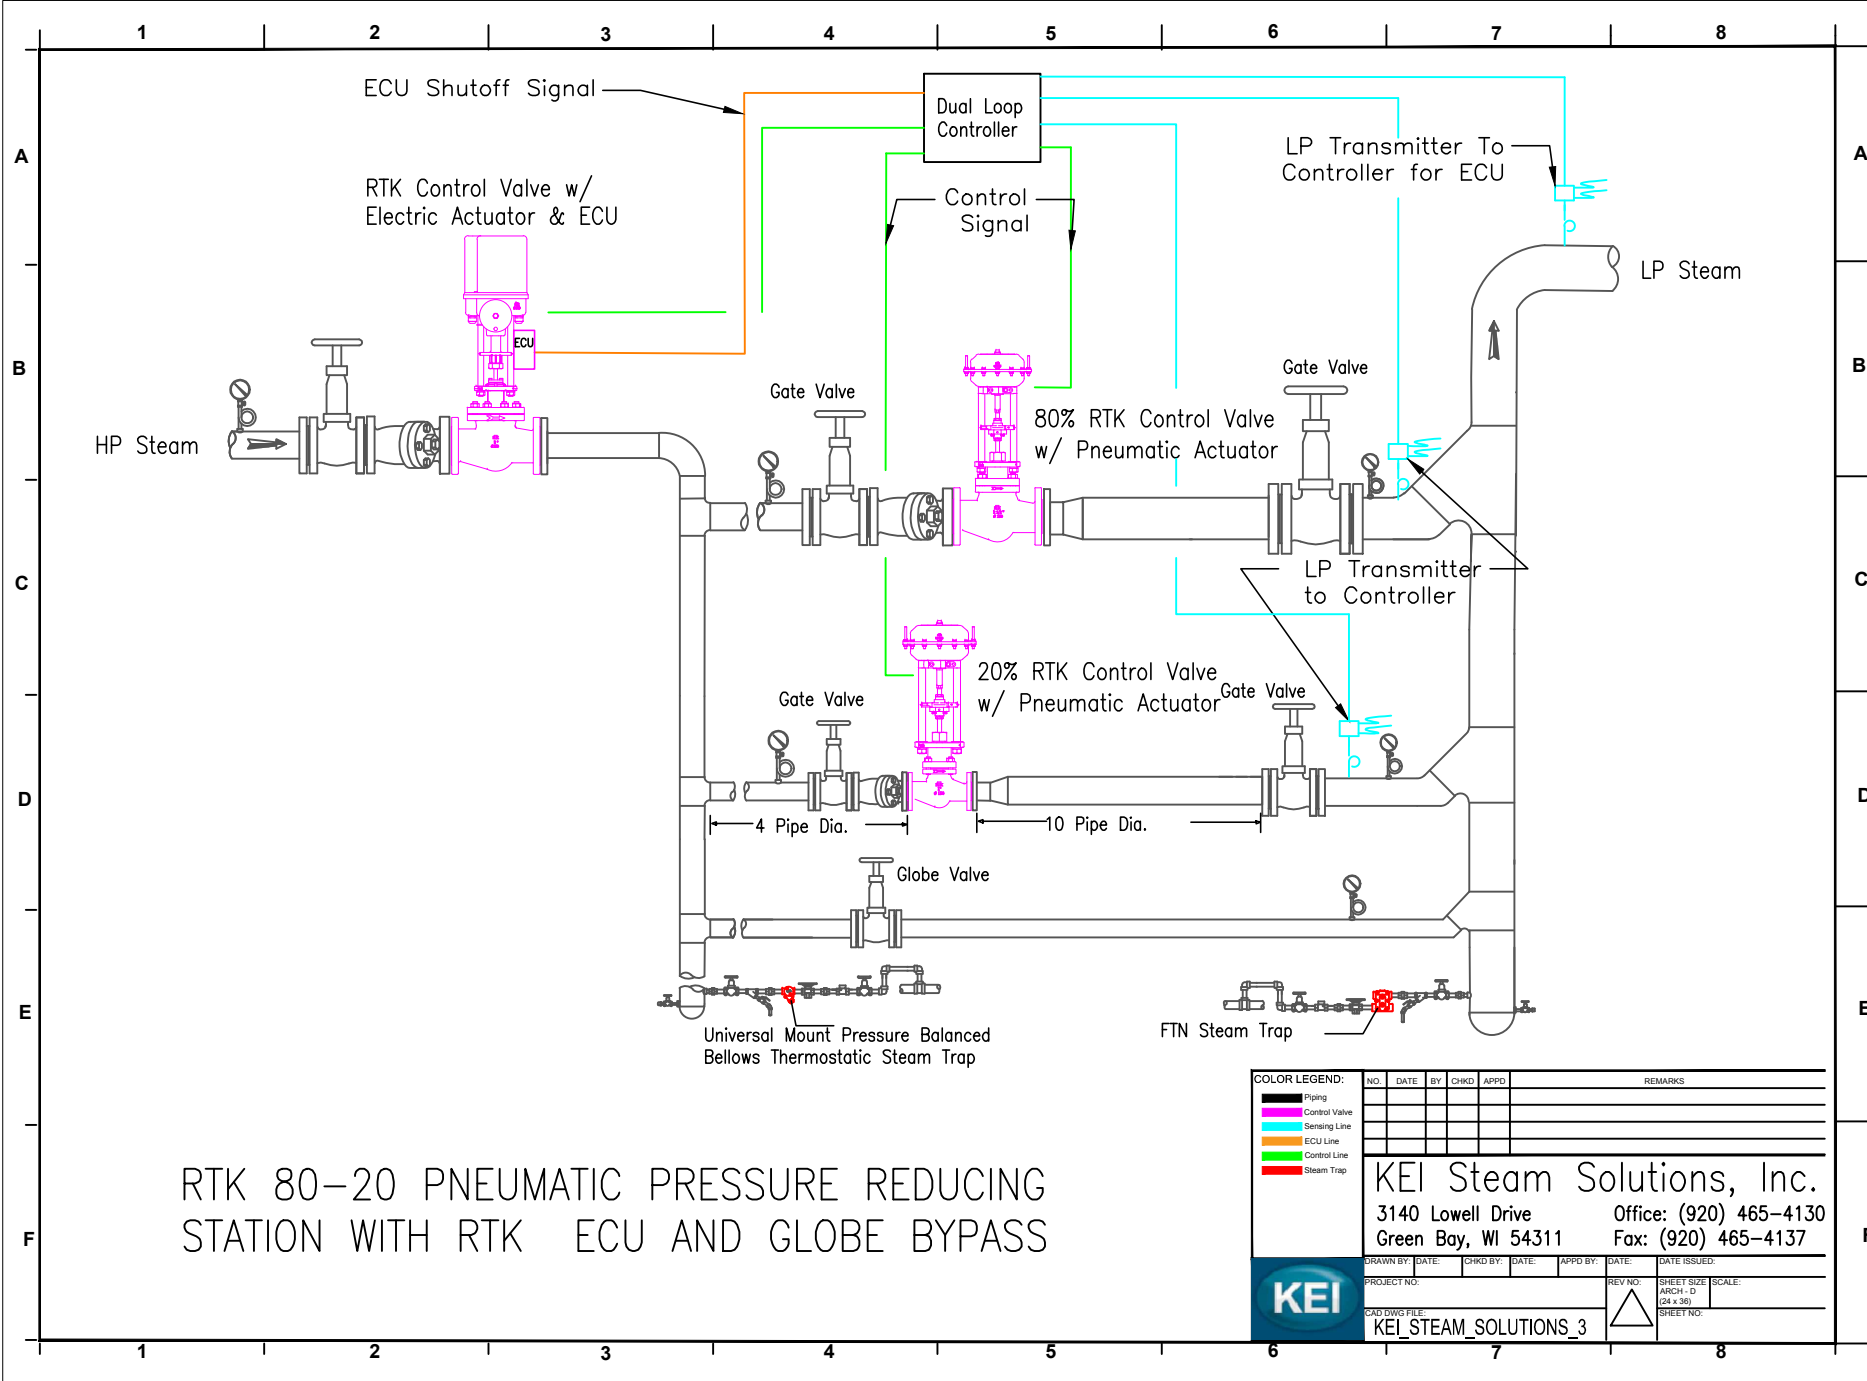 1 2 3 4 5 6 7 8
A
A
B
B
C
C
D
D
E
E
F
F
ECU Shutoff Signal
Dual Loop
Controller
LP Transmitter To
Controller for ECU
RTK Control Valve w/
Electric Actuator & ECU
Control
Signal
LP Steam
ECU
Gate Valve
Gate Valve
HP Steam
80% RTK Control Valve
w/ Pneumatic Actuator
LP Transmitter
to Controller
20% RTK Control Valve
w/ Pneumatic Actuator
Gate Valve
Gate Valve
4 Pipe Dia.
10 Pipe Dia.
Globe Valve
Universal Mount Pressure Balanced
Bellows Thermostatic Steam Trap
FTN Steam Trap
COLOR LEGEND:
Piping
Control Valve
Sensing Line
ECU Line
Control Line
Steam Trap
NO. DATE BY CHKD APPD REMARKS
RTK 80-20 PNEUMATIC PRESSURE REDUCING
STATION WITH RTK ECU AND GLOBE BYPASS
KEI Steam Solutions, Inc.
3140 Lowell Drive Office: (920) 465-4130
Green Bay, WI 54311 Fax: (920) 465-4137
DRAWN BY: DATE: CHKD BY: DATE: APPD BY: DATE: DATE ISSUED:
PROJECT NO: REV NO: SHEET SIZE SCALE:
ARCH - D
(24 x 36)
SHEET NO:
CAD DWG FILE:
KEI_STEAM_SOLUTIONS_3
KEI
1 2 3 4 5 6 7 8